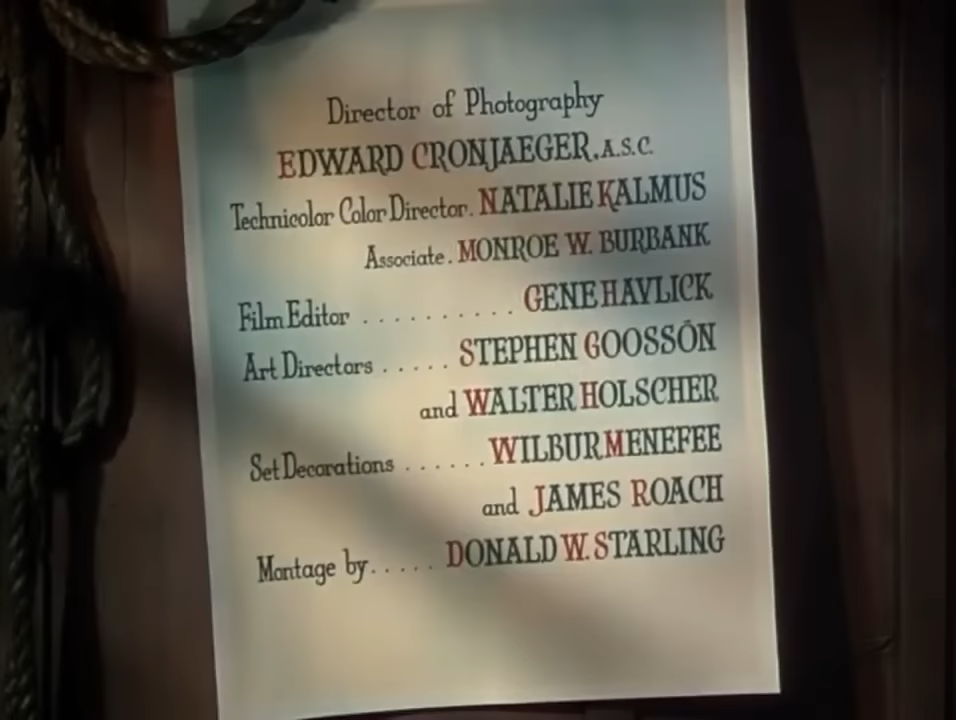 Director of Photography
EDWARD CRONJAEGER, A.S.C.
Technicolor Color Director. NATALIE KALMUS
Associate. MONROE W. BURBANK
Film Editor . . . . . . . . . . GENE HAVLICK
Art Directors . . . . . STEPHEN GOOSSÓN
and WALTER HOLSCHER
Set Decorations . . . . . . WILBUR MENEFEE
and JAMES ROACH
Montage by. . . . . DONALD W. STARLING